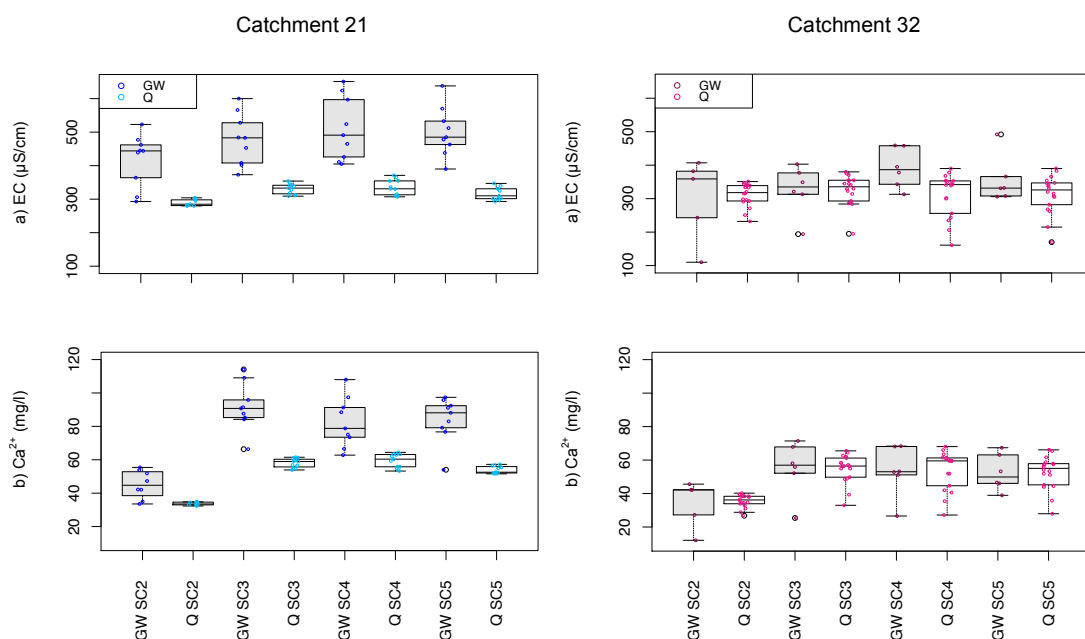 Catchment 21
Catchment 32
GW
Q
a) EC (µS/cm)
500
300
100
GW
Q
a) EC (µS/cm)
500
300
100
b) Ca²⁺ (mg/l)
120
80
60
40
20
b) Ca²⁺ (mg/l)
120
80
60
40
20
GW SC2
Q SC2
GW SC3
Q SC3
GW SC4
Q SC4
GW SC5
Q SC5
GW SC2
Q SC2
GW SC3
Q SC3
GW SC4
Q SC4
GW SC5
Q SC5